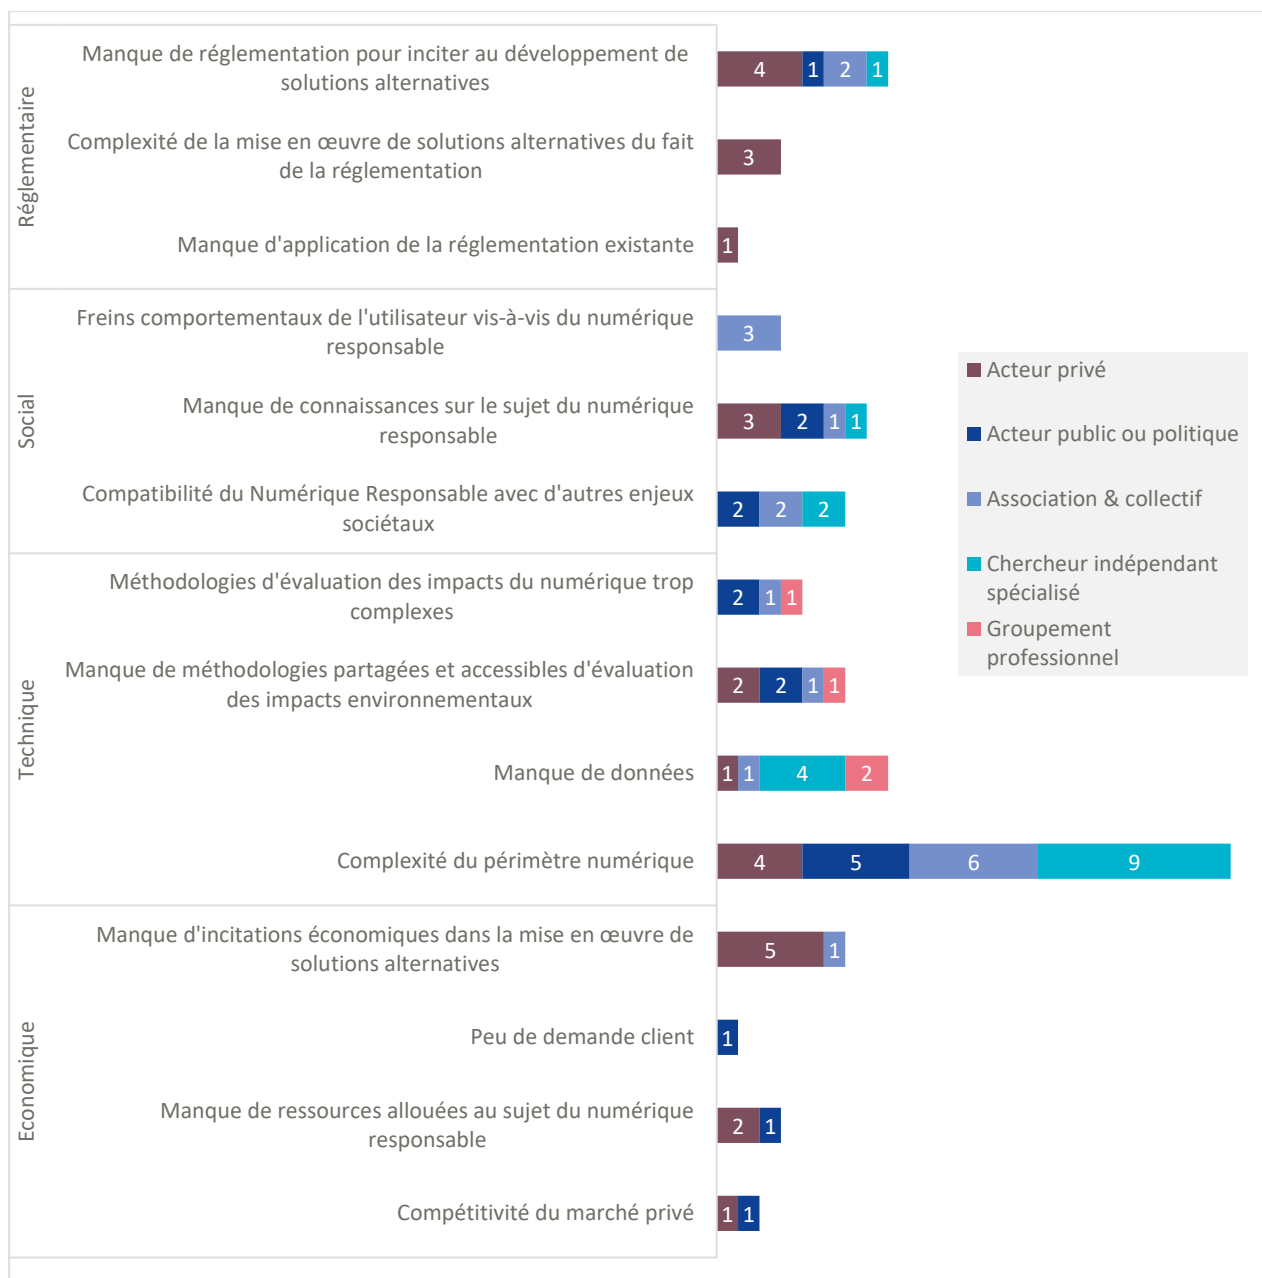 Réglementaire
Manque de réglementation pour inciter au développement de
solutions alternatives
4 1 2 1
Complexité de la mise en œuvre de solutions alternatives du fait
de la réglementation
3
Manque d'application de la réglementation existante
1
Social
Freins comportementaux de l'utilisateur vis-à-vis du numérique
responsable
3
Manque de connaissances sur le sujet du numérique
responsable
3 2 1 1
Compatibilité du Numérique Responsable avec d'autres enjeux
sociétaux
2 2 2
Technique
Méthodologies d'évaluation des impacts du numérique trop
complexes
2 1 1
Manque de méthodologies partagées et accessibles d'évaluation
des impacts environnementaux
2 2 1 1
Manque de données
1 1 4 2
Complexité du périmètre numérique
4 5 6 9
Economique
Manque d'incitations économiques dans la mise en œuvre de
solutions alternatives
5 1
Peu de demande client
1
Manque de ressources allouées au sujet du numérique
responsable
2 1
Compétitivité du marché privé
1 1
Acteur privé
Acteur public ou politique
Association & collectif
Chercheur indépendant
spécialisé
Groupement
professionnel